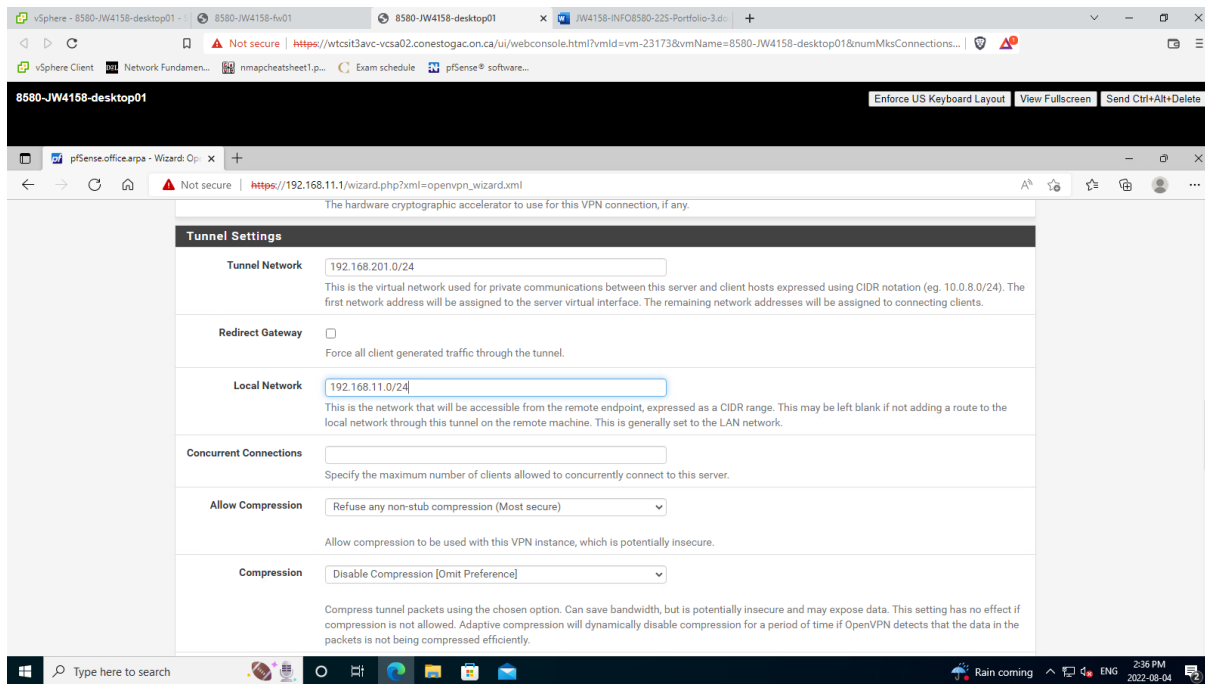 vSphere - 8580-JW4158-desktop01 - S
8580-JW4158-fw01
8580-JW4158-desktop01
JW4158-INFO8580-22S-Portfolio-3.do
Not secure | https://wtcsit3avc-vcsa02.conestogac.on.ca/ui/webconsole.html?vmId=vm-23173&vmName=8580-JW4158-desktop01&numMksConnections...
vSphere Client
D2L Network Fundamen...
nmapcheatsheet1.p...
Exam schedule
pfSense® software...
8580-JW4158-desktop01
Enforce US Keyboard Layout
View Fullscreen
Send Ctrl+Alt+Delete
pf pfSense.office.arpa - Wizard: Op
Not secure | https://192.168.11.1/wizard.php?xml=openvpn_wizard.xml
The hardware cryptographic accelerator to use for this VPN connection, if any.
Tunnel Settings
Tunnel Network
192.168.201.0/24
This is the virtual network used for private communications between this server and client hosts expressed using CIDR notation (eg. 10.0.8.0/24). The
first network address will be assigned to the server virtual interface. The remaining network addresses will be assigned to connecting clients.
Redirect Gateway
Force all client generated traffic through the tunnel.
Local Network
192.168.11.0/24
This is the network that will be accessible from the remote endpoint, expressed as a CIDR range. This may be left blank if not adding a route to the
local network through this tunnel on the remote machine. This is generally set to the LAN network.
Concurrent Connections
Specify the maximum number of clients allowed to concurrently connect to this server.
Allow Compression
Refuse any non-stub compression (Most secure)
Allow compression to be used with this VPN instance, which is potentially insecure.
Compression
Disable Compression [Omit Preference]
Compress tunnel packets using the chosen option. Can save bandwidth, but is potentially insecure and may expose data. This setting has no effect if
compression is not allowed. Adaptive compression will dynamically disable compression for a period of time if OpenVPN detects that the data in the
packets is not being compressed efficiently.
Type here to search
Rain coming
ENG
2:36 PM
2022-08-04
2